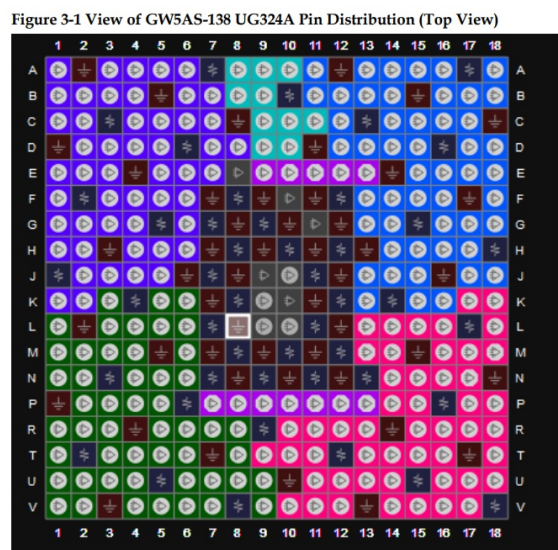 Figure 3-1 View of GW5AS-138 UG324A Pin Distribution (Top View)
1 2 3 4 5 6 7 8 9 10 11 12 13 14 15 16 17 18
A A
B B
C C
D D
E E
F F
G G
H H
J J
K K
L L
M M
N N
P P
R R
T T
U U
V V
1 2 3 4 5 6 7 8 9 10 11 12 13 14 15 16 17 18